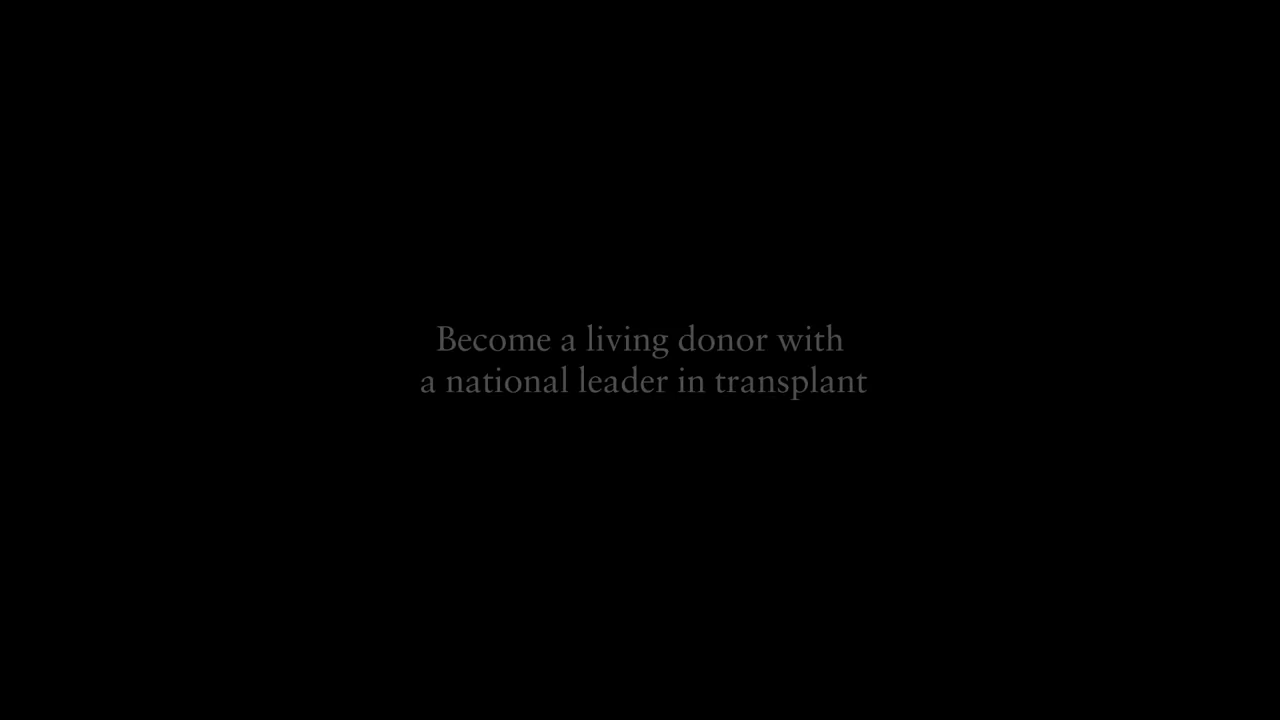 Become a living donor with
a national leader in transplant